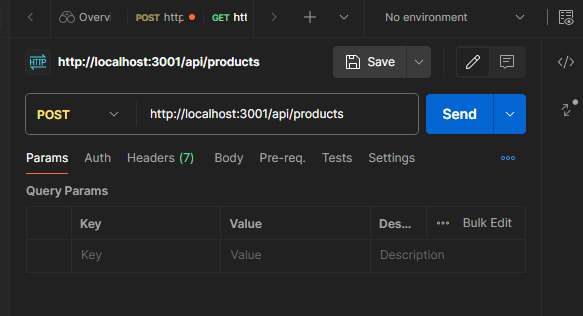 Overvi POST http GET htt No environment
HTTP http://localhost:3001/api/products Save
POST http://localhost:3001/api/products Send
Params Auth Headers (7) Body Pre-req. Tests Settings
Query Params
Key Value Des... Bulk Edit
Key Value Description